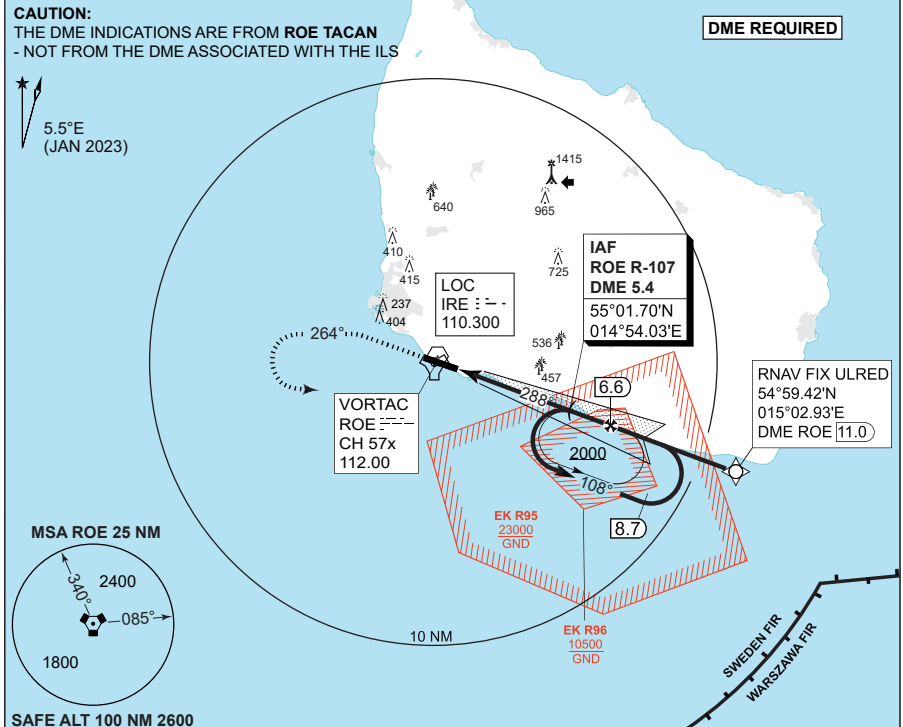 CAUTION:
THE DME INDICATIONS ARE FROM ROE TACAN
- NOT FROM THE DME ASSOCIATED WITH THE ILS
DME REQUIRED
5.5°E
(JAN 2023)
1415
965
640
410
415
725
237
404
536
457
LOC
IRE
110.300
IAF
ROE R-107
DME 5.4
55°01.70'N
014°54.03'E
264°
288°
6.6
RNAV FIX ULRED
54°59.42'N
015°02.93'E
DME ROE 11.0
VORTAC
ROE
CH 57x
112.00
2000
108°
8.7
EK R95
23000
GND
EK R96
10500
GND
10 NM
MSA ROE 25 NM
340°
2400
085°
1800
SAFE ALT 100 NM 2600
SWEDEN FIR
WARSZAWA FIR